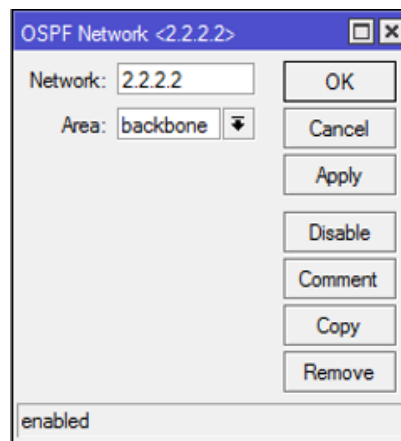 OSPF Network <2.2.2.2>
Network: 2.2.2.2
Area: backbone
OK
Cancel
Apply
Disable
Comment
Copy
Remove
enabled